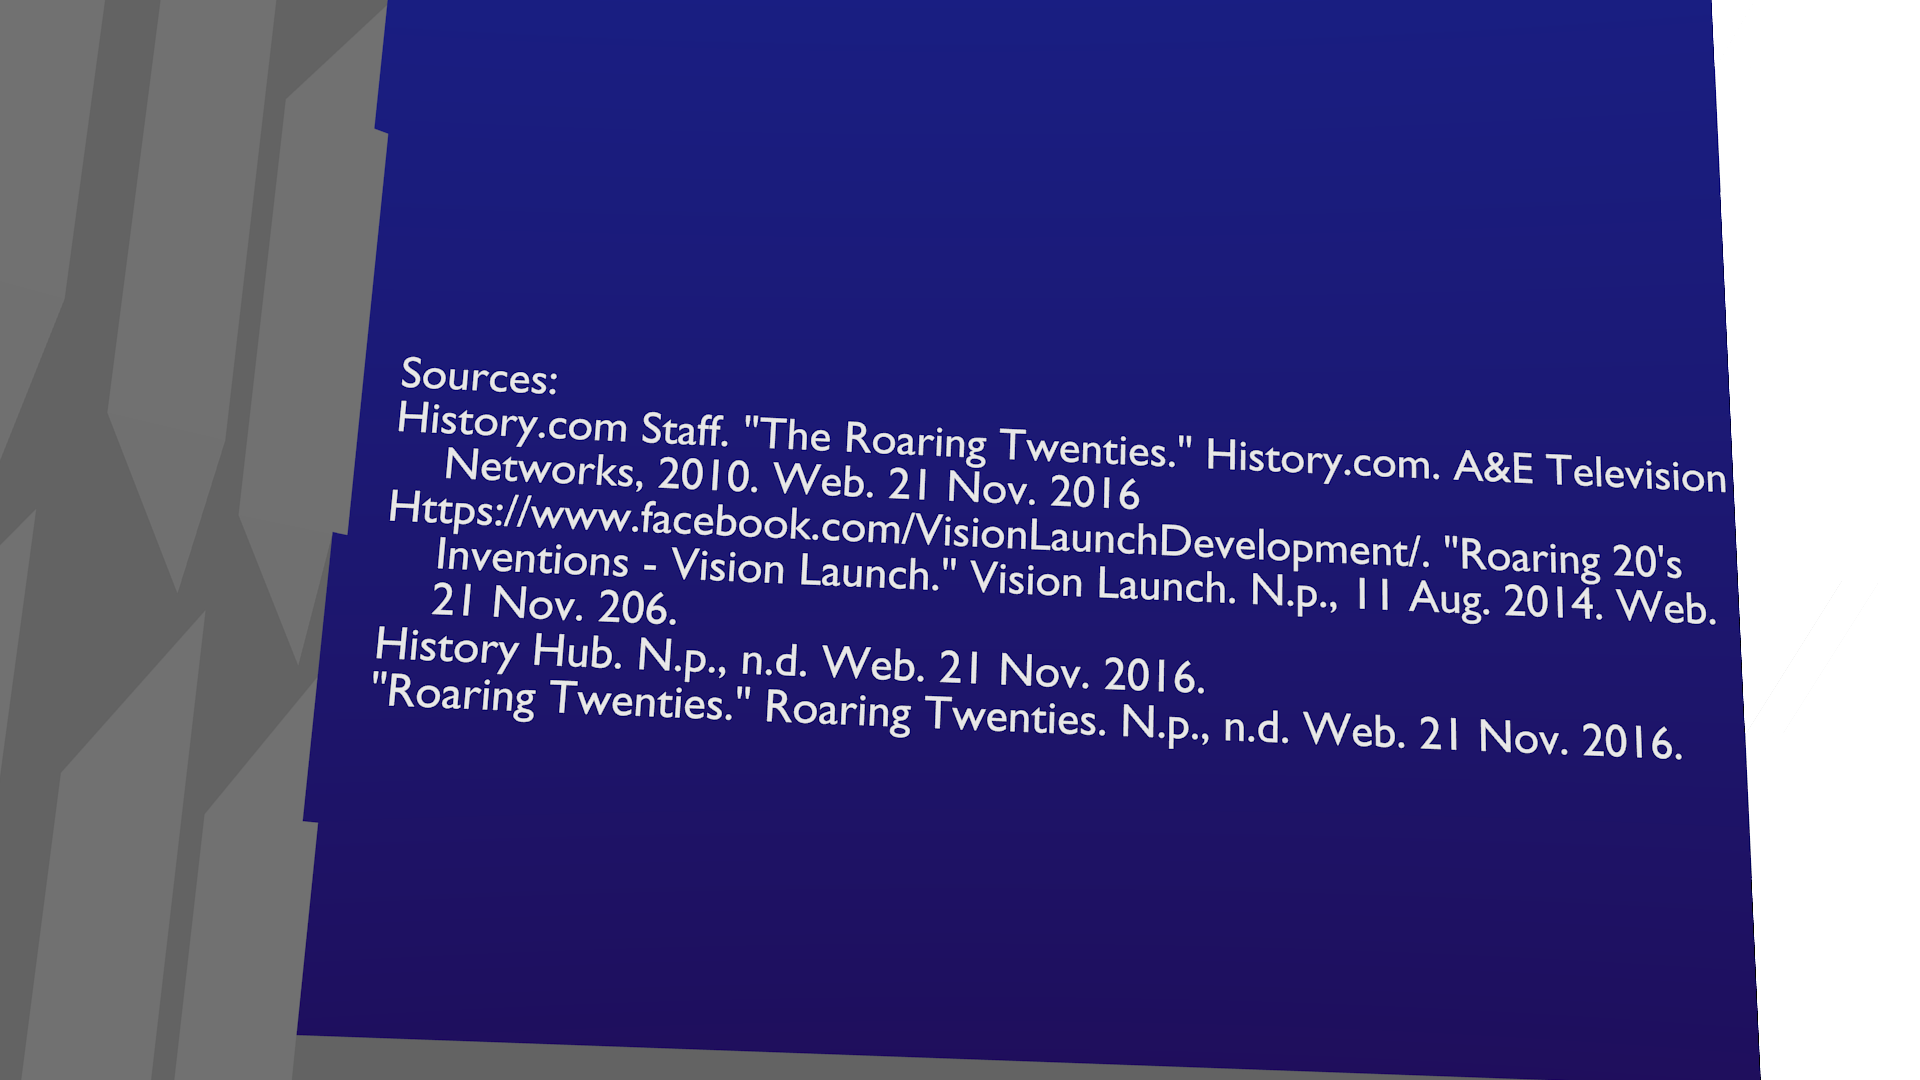 Sources:
History.com Staff. "The Roaring Twenties." History.com. A&E Television
Networks, 2010. Web. 21 Nov. 2016
Https://www.facebook.com/VisionLaunchDevelopment/. "Roaring 20's
Inventions - Vision Launch." Vision Launch. N.p., 11 Aug. 2014. Web.
21 Nov. 206.
History Hub. N.p., n.d. Web. 21 Nov. 2016.
"Roaring Twenties." Roaring Twenties. N.p., n.d. Web. 21 Nov. 2016.